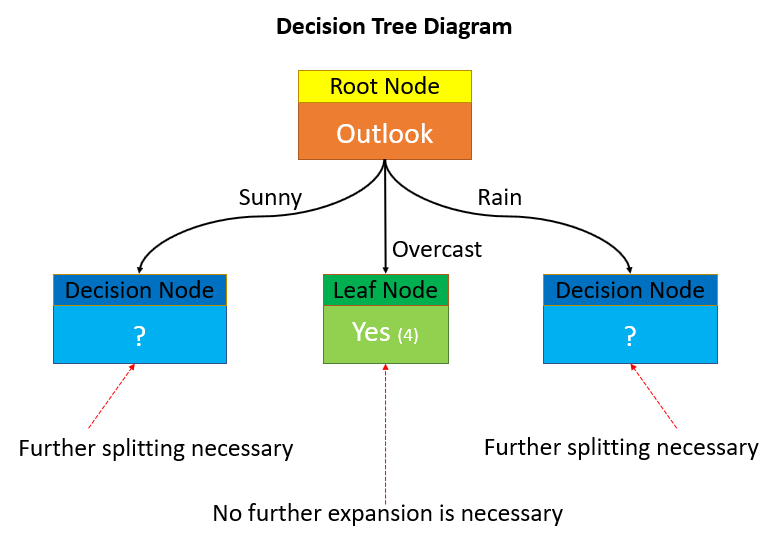 Decision Tree Diagram
Root Node
Outlook
Sunny
Rain
Overcast
Decision Node
Leaf Node
Decision Node
?
Yes (4)
?
Further splitting necessary
Further splitting necessary
No further expansion is necessary